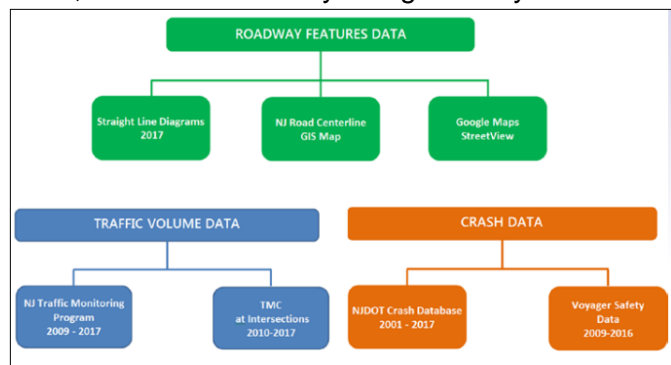 ROADWAY FEATURES DATA
Straight Line Diagrams
2017
NJ Road Centerline
GIS Map
Google Maps
StreetView
TRAFFIC VOLUME DATA
NJ Traffic Monitoring
Program
2009 - 2017
TMC
at Intersections
2010-2017
CRASH DATA
NJDOT Crash Database
2001 - 2017
Voyager Safety
Data
2009-2016